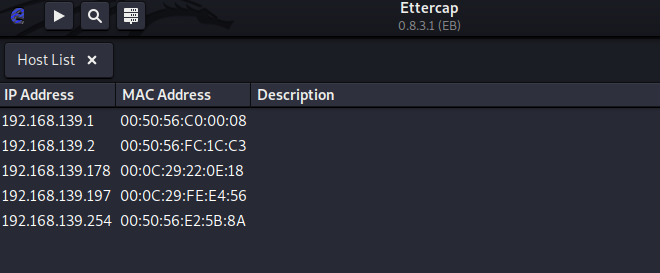 Ettercap
0.8.3.1 (EB)
Host List ×
IP Address MAC Address Description
192.168.139.1 00:50:56:C0:00:08
192.168.139.2 00:50:56:FC:1C:C3
192.168.139.178 00:0C:29:22:0E:18
192.168.139.197 00:0C:29:FE:E4:56
192.168.139.254 00:50:56:E2:5B:8A